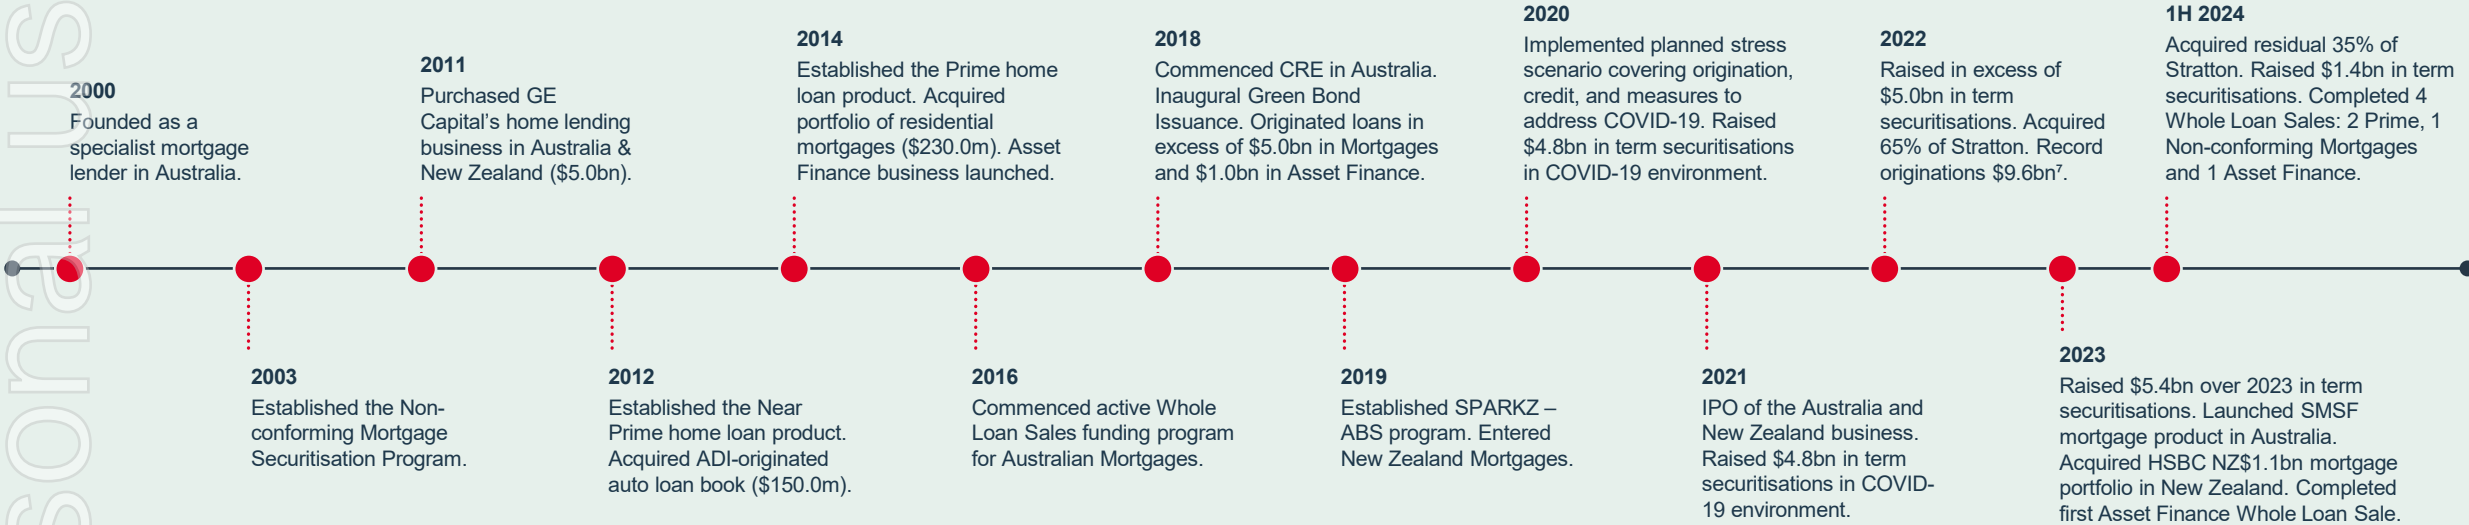 2000
Founded as a
specialist mortgage
lender in Australia.
2003
Established the Non-
conforming Mortgage
Securitisation Program.
2011
Purchased GE
Capital’s home lending
business in Australia &
New Zealand ($5.0bn).
2012
Established the Near
Prime home loan product.
Acquired ADI-originated
auto loan book ($150.0m).
2014
Established the Prime home
loan product. Acquired
portfolio of residential
mortgages ($230.0m). Asset
Finance business launched.
2016
Commenced active Whole
Loan Sales funding program
for Australian Mortgages.
2018
Commenced CRE in Australia.
Inaugural Green Bond
Issuance. Originated loans in
excess of $5.0bn in Mortgages
and $1.0bn in Asset Finance.
2019
Established SPARKZ –
ABS program. Entered
New Zealand Mortgages.
2020
Implemented planned stress
scenario covering origination,
credit, and measures to
address COVID-19. Raised
$4.8bn in term securitisations
in COVID-19 environment.
2021
IPO of the Australia and
New Zealand business.
Raised $4.8bn in term
securitisations in COVID-
19 environment.
2022
Raised in excess of
$5.0bn in term
securitisations. Acquired
65% of Stratton. Record
originations $9.6bn⁷.
2023
Raised $5.4bn over 2023 in term
securitisations. Launched SMSF
mortgage product in Australia.
Acquired HSBC NZ$1.1bn mortgage
portfolio in New Zealand. Completed
first Asset Finance Whole Loan Sale.
1H 2024
Acquired residual 35% of
Stratton. Raised $1.4bn in term
securitisations. Completed 4
Whole Loan Sales: 2 Prime, 1
Non-conforming Mortgages
and 1 Asset Finance.
sonal us